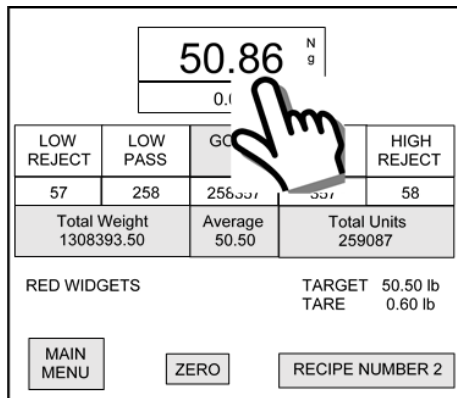 50.86 N
g
LOW
REJECT
LOW
PASS
HIGH
REJECT
57 258 58
Total Weight
1308393.50
Average
50.50
Total Units
259087
RED WIDGETS
TARGET 50.50 lb
TARE 0.60 lb
MAIN
MENU
ZERO
RECIPE NUMBER 2